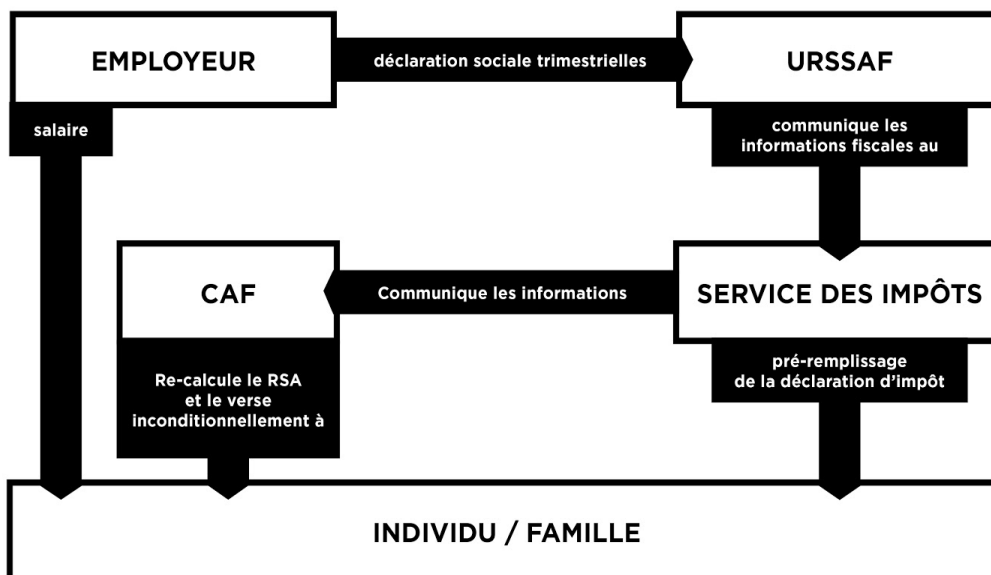 EMPLOYEUR
déclaration sociale trimestrielles
URSSAF
salaire
communique les
informations fiscales au
CAF
Communique les informations
SERVICE DES IMPÔTS
Re-calcule le RSA
et le verse
inconditionnellement à
pré-remplissage
de la déclaration d’impôt
INDIVIDU / FAMILLE